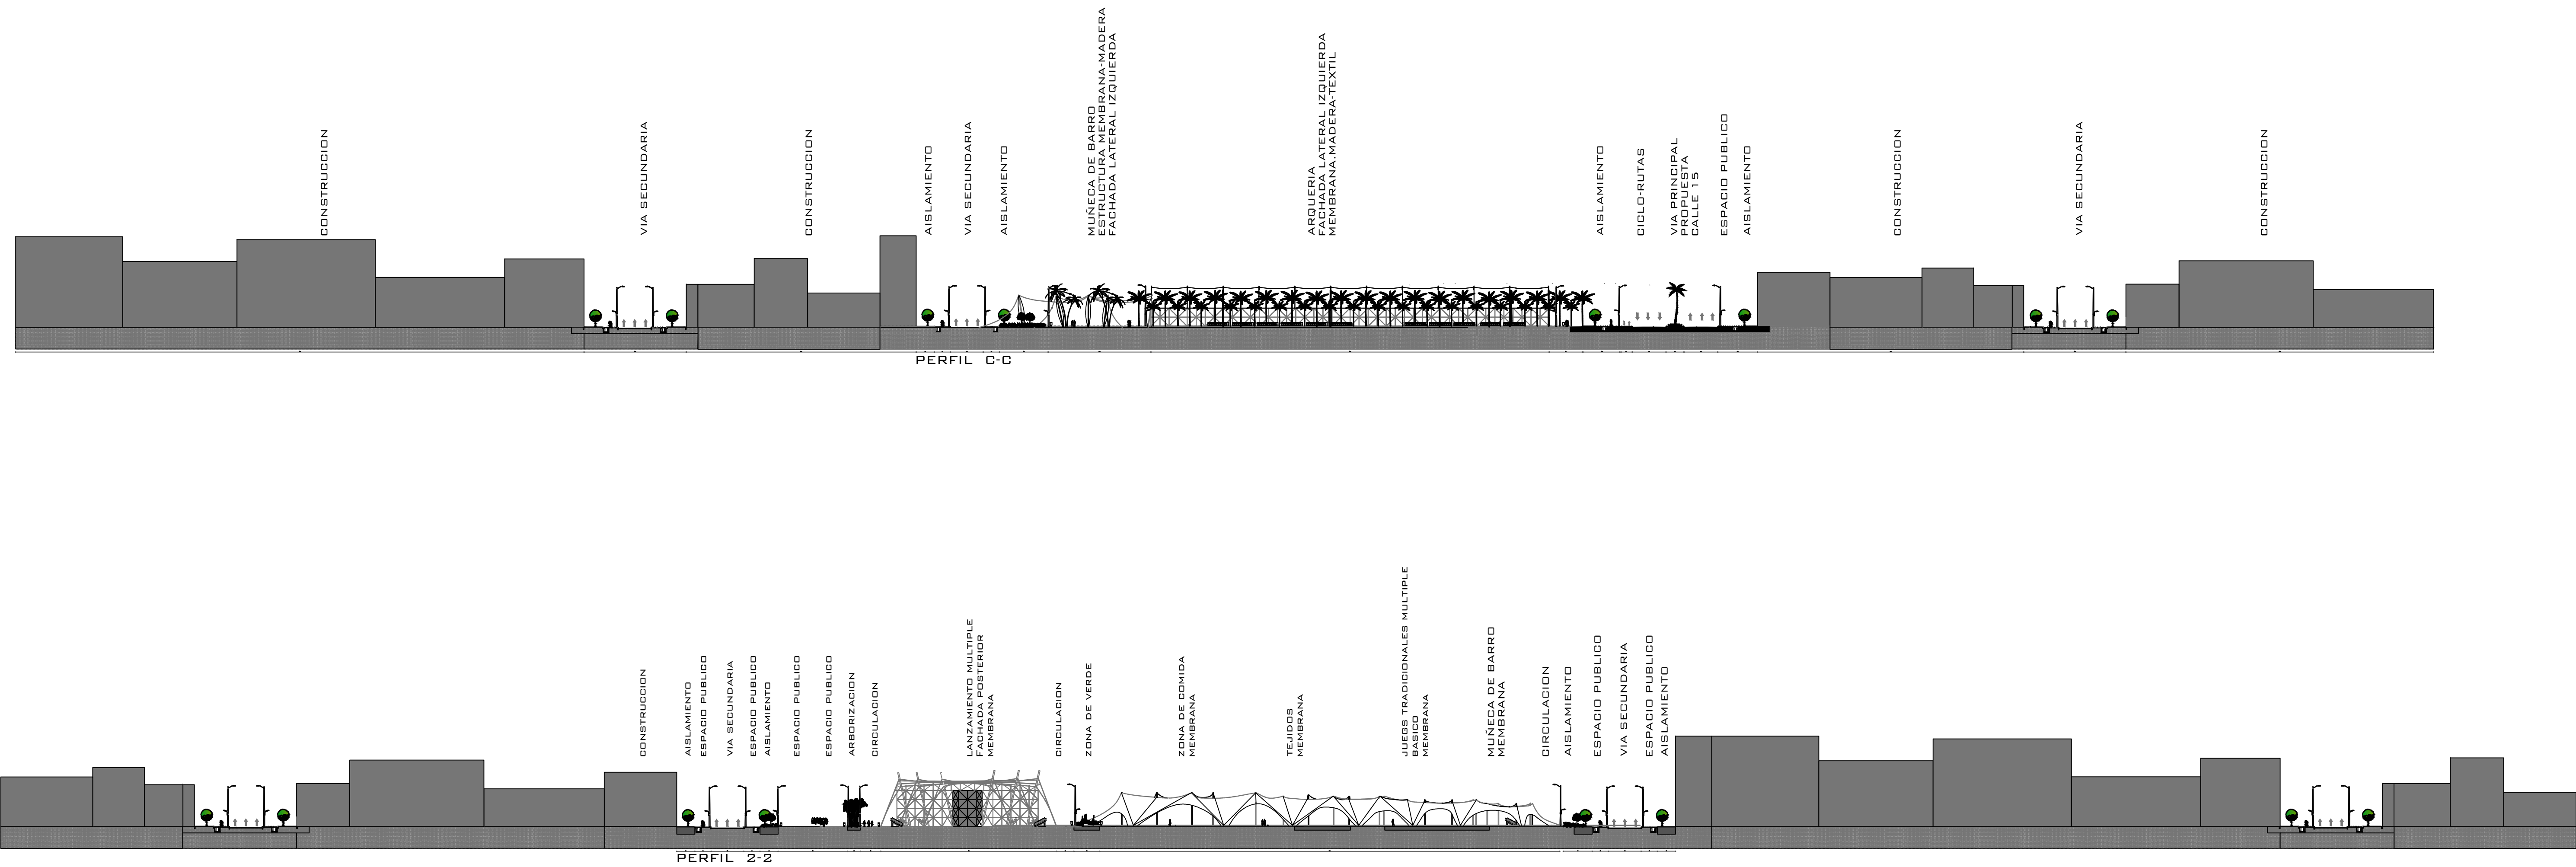 CONSTRUCCION
VIA SECUNDARIA
CONSTRUCCION
AISLAMIENTO
VIA SECUNDARIA
AISLAMIENTO
MUÑECA DE BARRO
ESTRUCTURA MEMBRANA-MADERA
FACHADA LATERAL IZQUIERDA
ARQUERIA
FACHADA LATERAL IZQUIERDA
MEMBRANA.MADERA-TEXTIL
AISLAMIENTO
CICLO-RUTAS
VIA PRINCIPAL
PROPUESTA
CALLE 15
ESPACIO PUBLICO
AISLAMIENTO
CONSTRUCCION
VIA SECUNDARIA
CONSTRUCCION
PERFIL C-C
CONSTRUCCION
AISLAMIENTO
ESPACIO PUBLICO
VIA SECUNDARIA
ESPACIO PUBLICO
AISLAMIENTO
ESPACIO PUBLICO
ESPACIO PUBLICO
ARBORIZACION
CIRCULACION
LANZAMIENTO MULTIPLE
FACHADA POSTERIOR
MEMBRANA
CIRCULACION
ZONA DE VERDE
ZONA DE COMIDA
MEMBRANA
TEJIDOS
MEMBRANA
JUEGS TRADICIONALES MULTIPLE
BASICO
MEMBRANA
MUÑECA DE BARRO
MEMBRANA
CIRCULACION
AISLAMIENTO
ESPACIO PUBLICO
VIA SECUNDARIA
ESPACIO PUBLICO
AISLAMIENTO
PERFIL 2-2